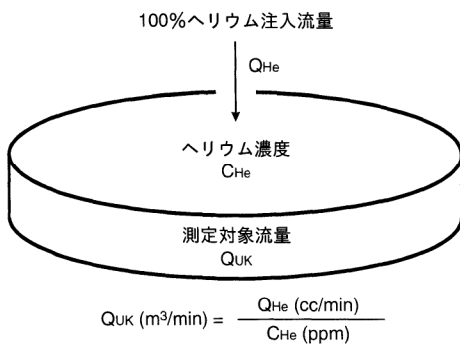 100%ヘリウム注入流量
QHe
ヘリウム濃度
CHe
測定対象流量
QUK
QUK (m³/min) = QHe (cc/min) / CHe (ppm)